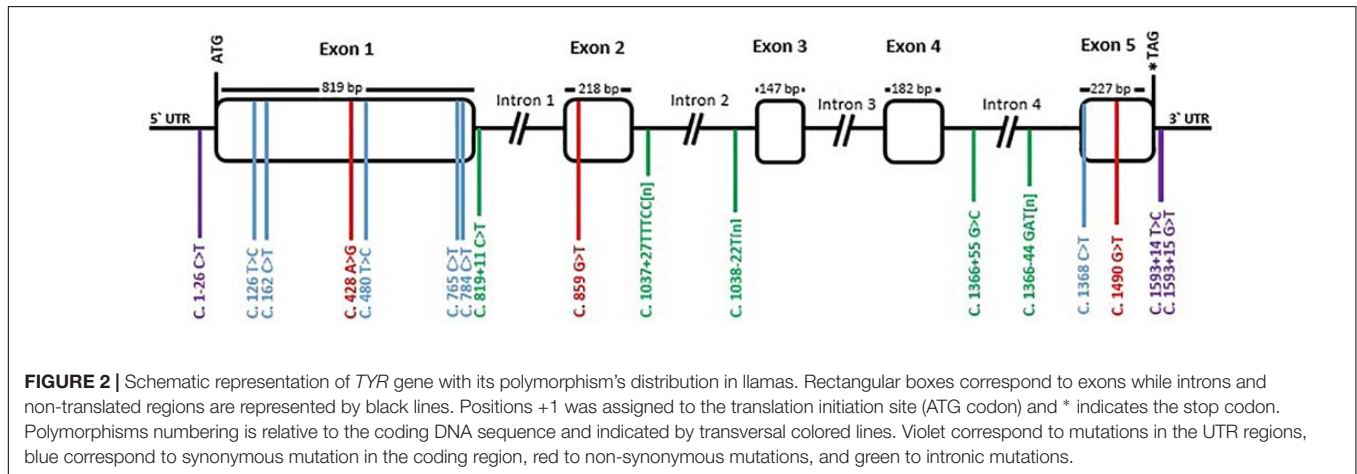 ATG
Exon 1
Exon 2
Exon 3
Exon 4
Exon 5
*TAG
819 bp
218 bp
147 bp
182 bp
227 bp
5` UTR
Intron 1
Intron 2
Intron 3
Intron 4
3` UTR
C. 1-26 C>T
C. 126 T>C
C. 162 C>T
C. 428 A>G
C. 480 T>C
C. 765 C>T
C. 784 C>T
C. 819+11 C>T
C. 859 G>T
C. 1037+27TTTCC[n]
C. 1038-22T[n]
C. 1366+55 G>C
C. 1366-44 GAT[n]
C. 1368 C>T
C. 1490 G>T
C. 1593+14 T>C
C. 1593+15 G>T
FIGURE 2 | Schematic representation of TYR gene with its polymorphism's distribution in llamas. Rectangular boxes correspond to exons while introns and
non-translated regions are represented by black lines. Positions +1 was assigned to the translation initiation site (ATG codon) and * indicates the stop codon.
Polymorphisms numbering is relative to the coding DNA sequence and indicated by transversal colored lines. Violet correspond to mutations in the UTR regions,
blue correspond to synonymous mutation in the coding region, red to non-synonymous mutations, and green to intronic mutations.